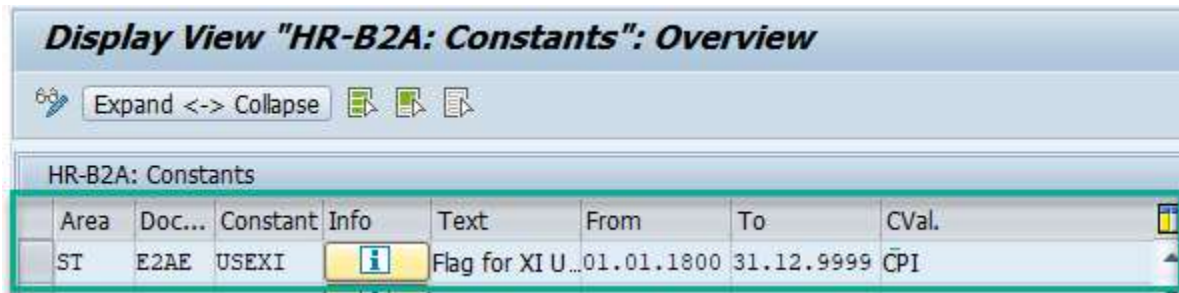 Display View "HR-B2A: Constants": Overview
Expand <-> Collapse
HR-B2A: Constants
Area Doc... Constant Info Text From To CVal.
ST E2AE USEXI Flag for XI U... 01.01.1800 31.12.9999 CPI